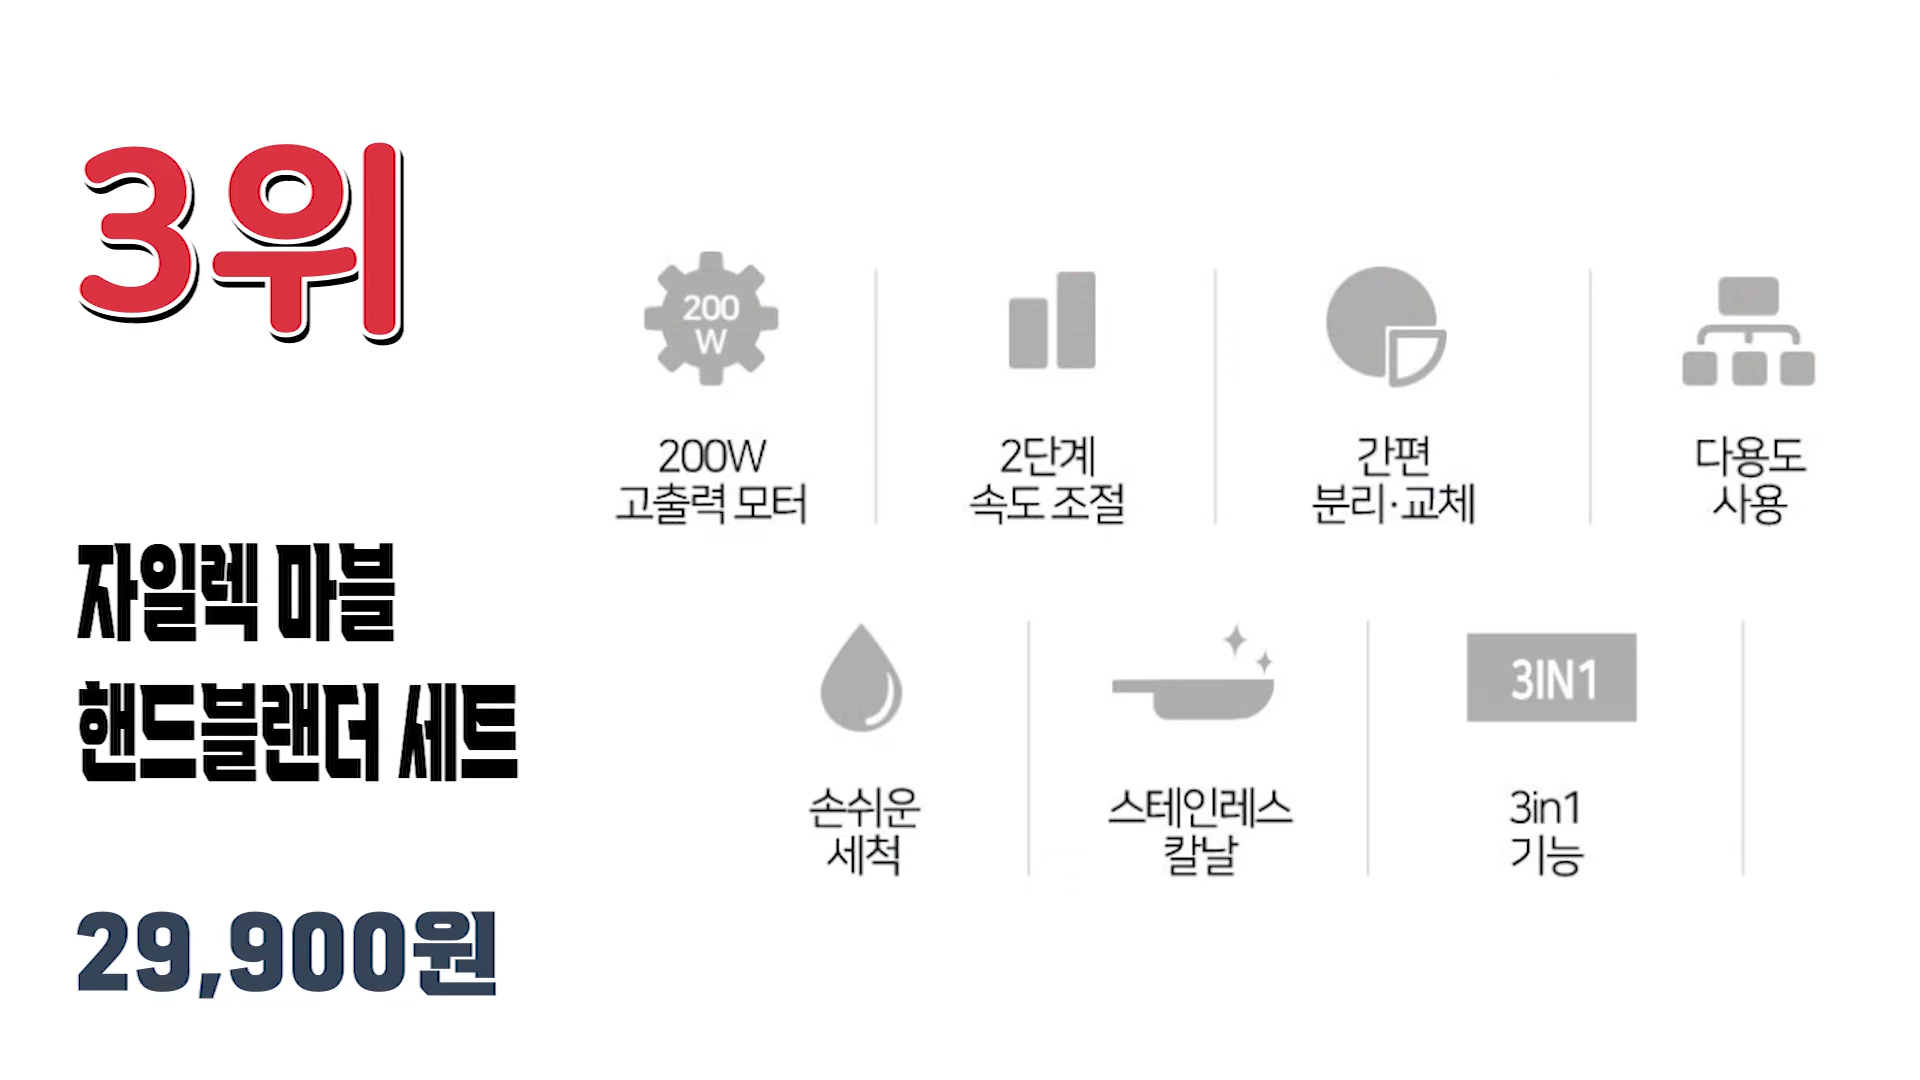 3위
자일렉 마블
핸드블랜더 세트
29,900원
200
W
200W
고출력 모터
2단계
속도 조절
간편
분리·교체
다용도
사용
손쉬운
세척
스테인레스
칼날
3IN1
3in1
기능